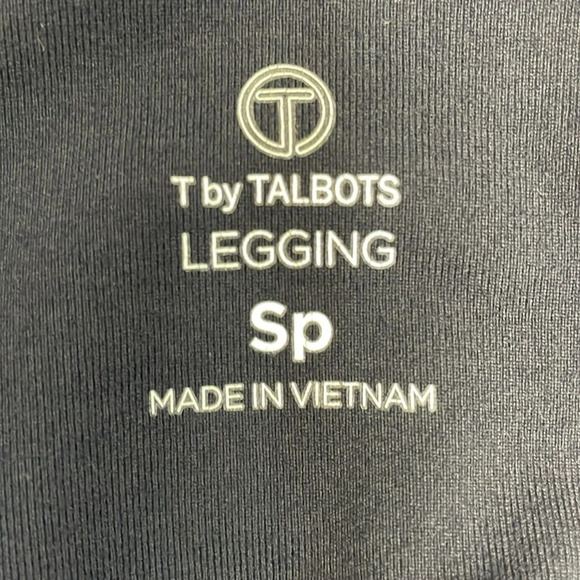 T
T by TALBOTS
LEGGING
Sp
MADE IN VIETNAM